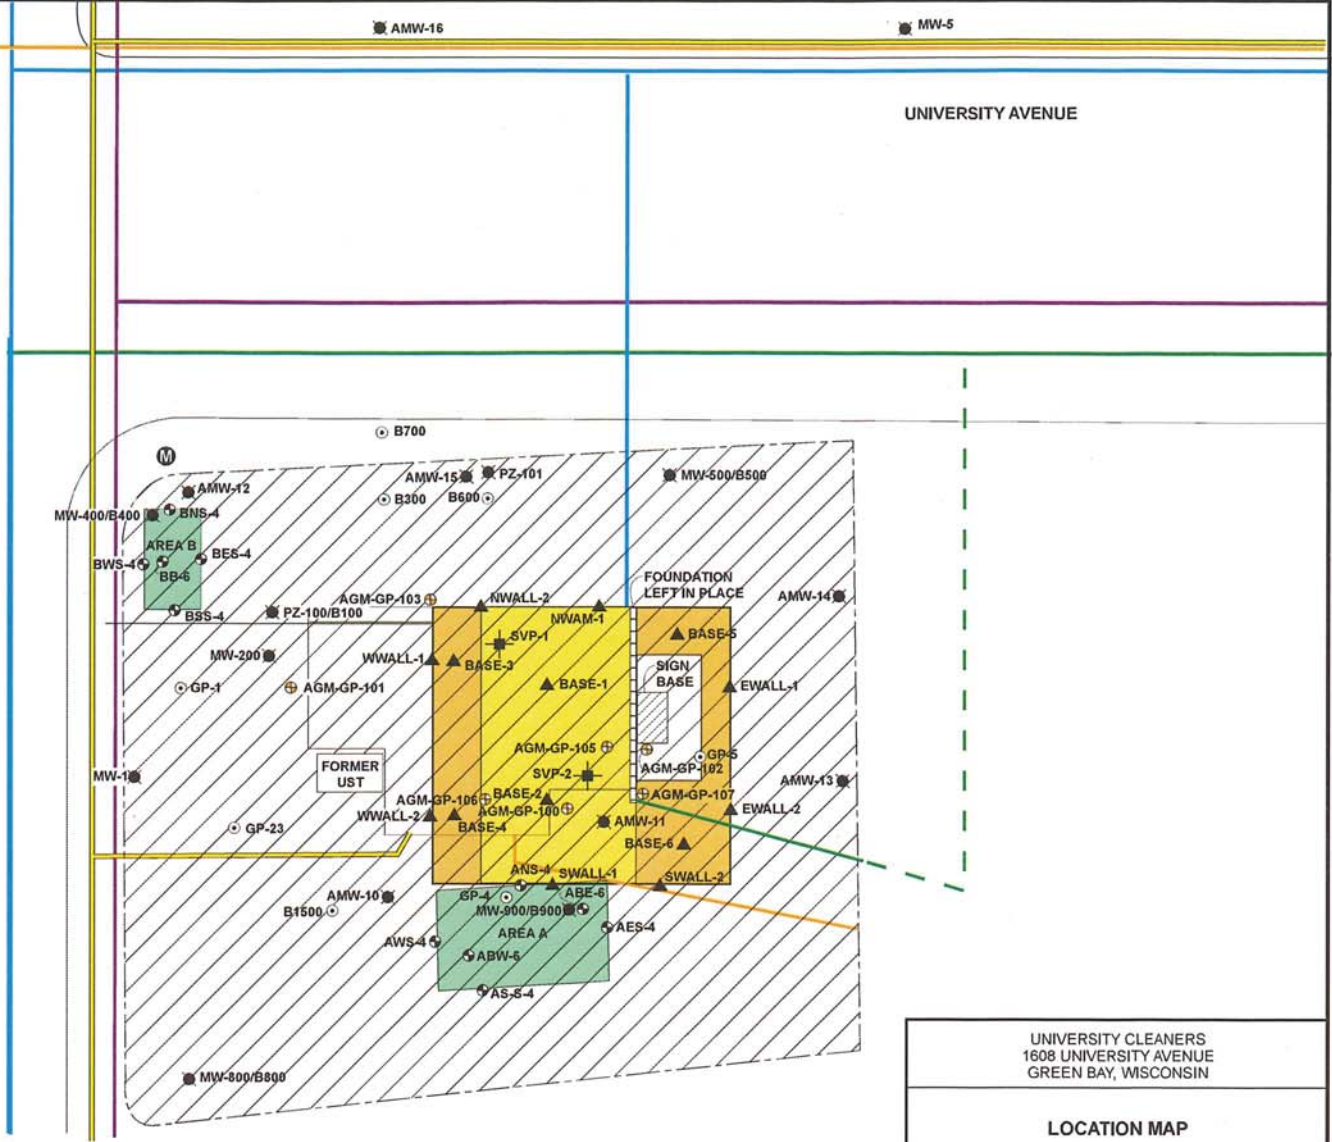 AMW-16
MW-5
UNIVERSITY AVENUE
B700
M
AMW-12
AMW-15
PZ-101
MW-500/B500
B300
B600
MW-400/B400
BNS-4
AREA B
BES-4
BWS-4
BB-6
FOUNDATION
LEFT IN PLACE
AGM-GP-103
NWALL-2
AMW-14
BSS-4
PZ-100/B100
NWAM-1
SVP-1
BASE-5
MW-200
WWALL-1
BASE-3
SIGN
BASE
GP-1
AGM-GP-101
BASE-1
EWALL-1
AGM-GP-105
GP-5
FORMER
UST
MW-1
SVP-2
AGM-GP-102
AMW-13
AGM-GP-106
BASE-2
AGM-GP-107
AGM-GP-100
EWALL-2
WWALL-2
BASE-4
AMW-11
GP-23
BASE-6
ANS-4
SWALL-1
SWALL-2
AMW-10
GP-4
ABE-6
B1500
MW-900/B900
AREA A
AES-4
AWS-4
ABW-6
AS-S-4
MW-800/B800
UNIVERSITY CLEANERS
1608 UNIVERSITY AVENUE
GREEN BAY, WISCONSIN
LOCATION MAP